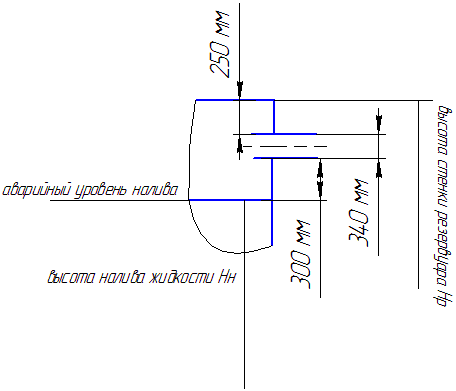 250 мм
аварийный уровень налива
высота налива жидкости Нн
300 мм
340 мм
высота стенки резервуара Нр